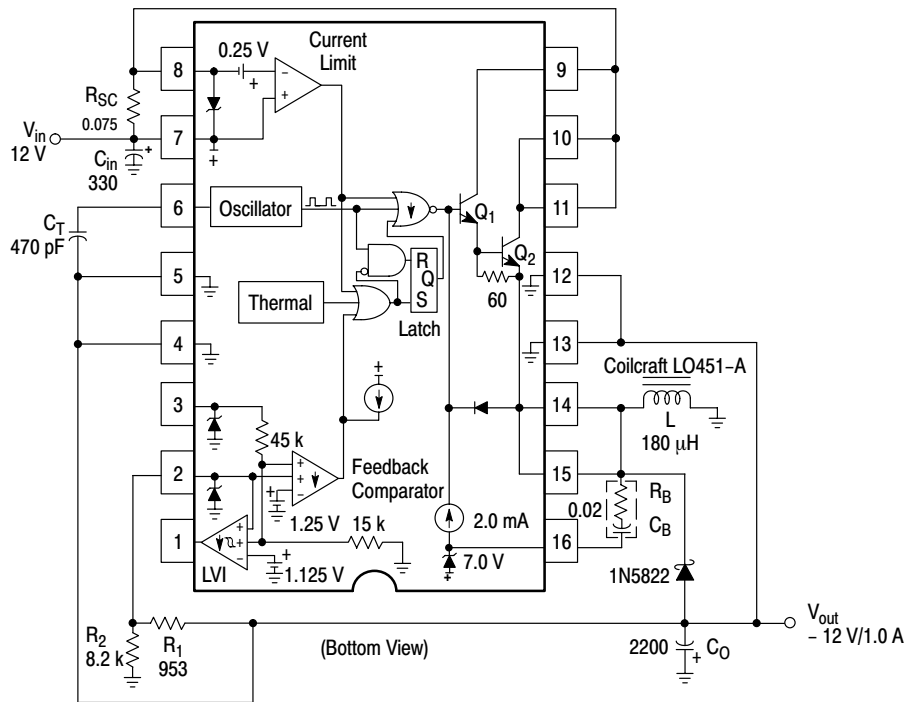 8
0.25 V
Current
Limit
9
RSC
0.075
Vin
12 V
7
10
Cin
330
6
Oscillator
Q1
11
CT
470 pF
R
Q
S
Q2
5
60
12
Thermal
Latch
4
13
Coilcraft LO451-A
3
14
L
180 µH
45 k
2
Feedback
Comparator
15
RB
0.02
CB
1.25 V
2.0 mA
1
15 k
16
LVI
1.125 V
7.0 V
1N5822
Vout
– 12 V/1.0 A
R2
8.2 k
R1
953
(Bottom View)
2200
CO